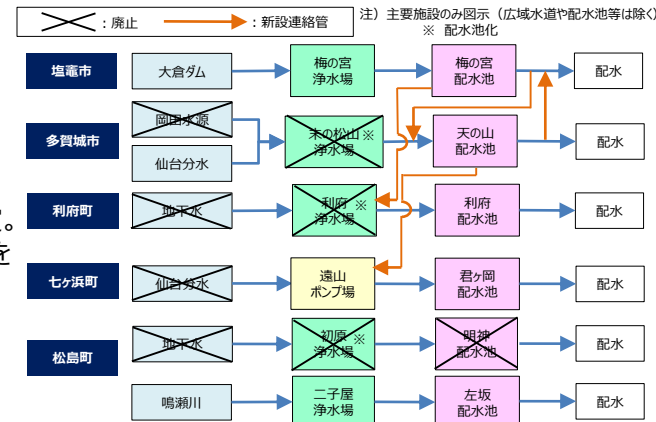 ：廃止
：新設連絡管
注）主要施設のみ図示（広域水道や配水池等は除く）
※ 配水池化
塩竈市
大倉ダム
梅の宮
浄水場
梅の宮
配水池
配水
多賀城市
岡田水源
仙台分水
末の松山 ※
浄水場
天の山
配水池
配水
利府町
地下水
利府 ※
浄水場
利府
配水池
配水
。
を
七ヶ浜町
仙台分水
遠山
ポンプ場
君ヶ岡
配水池
配水
松島町
地下水
初原 ※
浄水場
明神
配水池
配水
鳴瀬川
二子屋
浄水場
左坂
配水池
配水